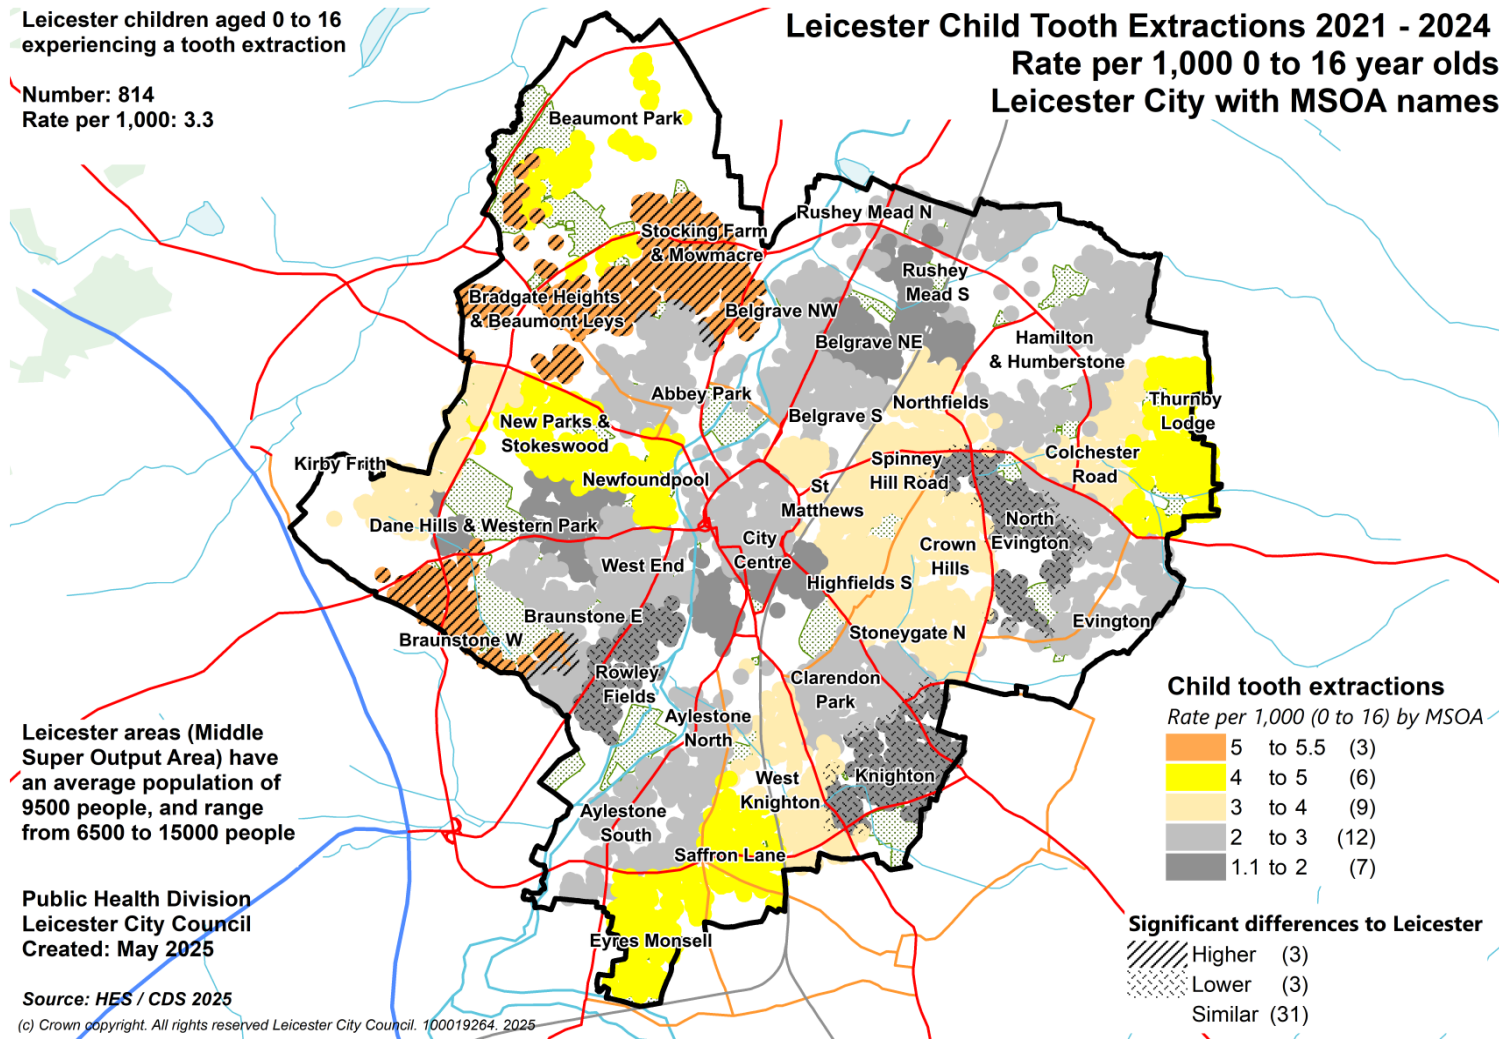 Leicester children aged 0 to 16
experiencing a tooth extraction
Number: 814
Rate per 1,000: 3.3
Leicester Child Tooth Extractions 2021 - 2024
Rate per 1,000 0 to 16 year olds
Leicester City with MSOA names
Beaumont Park
Rushey Mead N
Stocking Farm
& Mowmacre
Rushey
Mead S
Bradgate Heights
& Beaumont Leys
Belgrave NW
Belgrave NE
Hamilton
& Humberstone
Abbey Park
Belgrave S
Northfields
Thurnby
Lodge
New Parks &
Stokeswood
Kirby Frith
Newfoundpool
Spinney
Hill Road
Colchester
Road
St
Matthews
Dane Hills & Western Park
North
Evington
City
Centre
Crown
Hills
West End
Highfields S
Braunstone E
Evington
Braunstone W
Stoneygate N
Rowley
Fields
Clarendon
Park
Aylestone
North
West
Knighton
Knighton
Aylestone
South
Saffron Lane
Eyres Monsell
Child tooth extractions
Rate per 1,000 (0 to 16) by MSOA
5 to 5.5 (3)
4 to 5 (6)
3 to 4 (9)
2 to 3 (12)
1.1 to 2 (7)
Significant differences to Leicester
Higher (3)
Lower (3)
Similar (31)
Leicester areas (Middle
Super Output Area) have
an average population of
9500 people, and range
from 6500 to 15000 people
Public Health Division
Leicester City Council
Created: May 2025
Source: HES / CDS 2025
(c) Crown copyright. All rights reserved Leicester City Council. 100019264. 2025